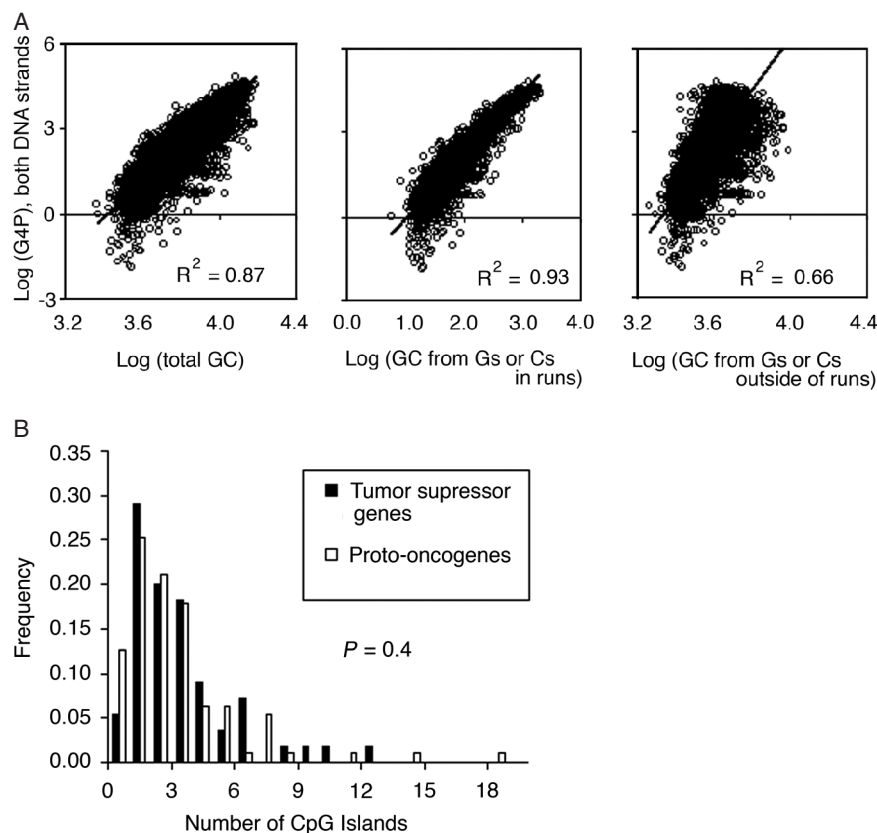 A
Log (G4P), both DNA strands
6
3
0
-3
R2 = 0.87
R2 = 0.93
R2 = 0.66
3.2 3.6 4.0 4.4
0.0 1.0 2.0 3.0 4.0
3.2 3.6 4.0 4.4
Log (total GC)
Log (GC from Gs or Cs
in runs)
Log (GC from Gs or Cs
outside of runs)
B
Frequency
0.35
0.30
0.25
0.20
0.15
0.10
0.05
0.00
Tumor supressor
genes
Proto-oncogenes
P = 0.4
0 3 6 9 12 15 18
Number of CpG Islands